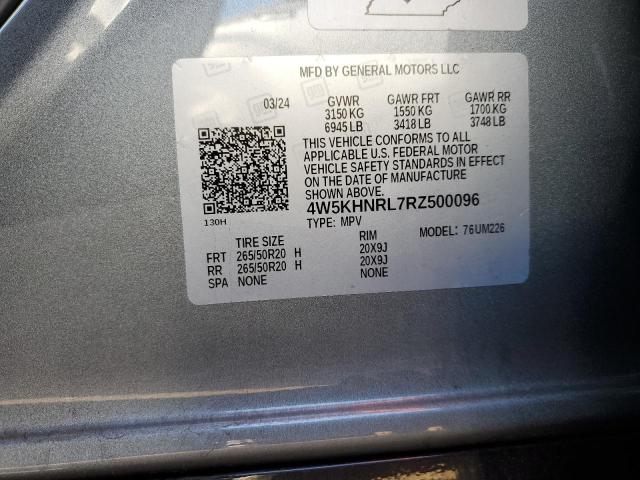 MFD BY GENERAL MOTORS LLC
03/24 GVWR GAWR FRT GAWR RR
3150 KG 1550 KG 1700 KG
6945 LB 3418 LB 3748 LB
THIS VEHICLE CONFORMS TO ALL
APPLICABLE U.S. FEDERAL MOTOR
VEHICLE SAFETY STANDARDS IN EFFECT
ON THE DATE OF MANUFACTURE
SHOWN ABOVE.
4W5KHNRL7RZ500096
130H
TYPE: MPV MODEL: 76UM226
TIRE SIZE RIM
FRT 265/50R20 H 20X9J
RR 265/50R20 H 20X9J
SPA NONE NONE